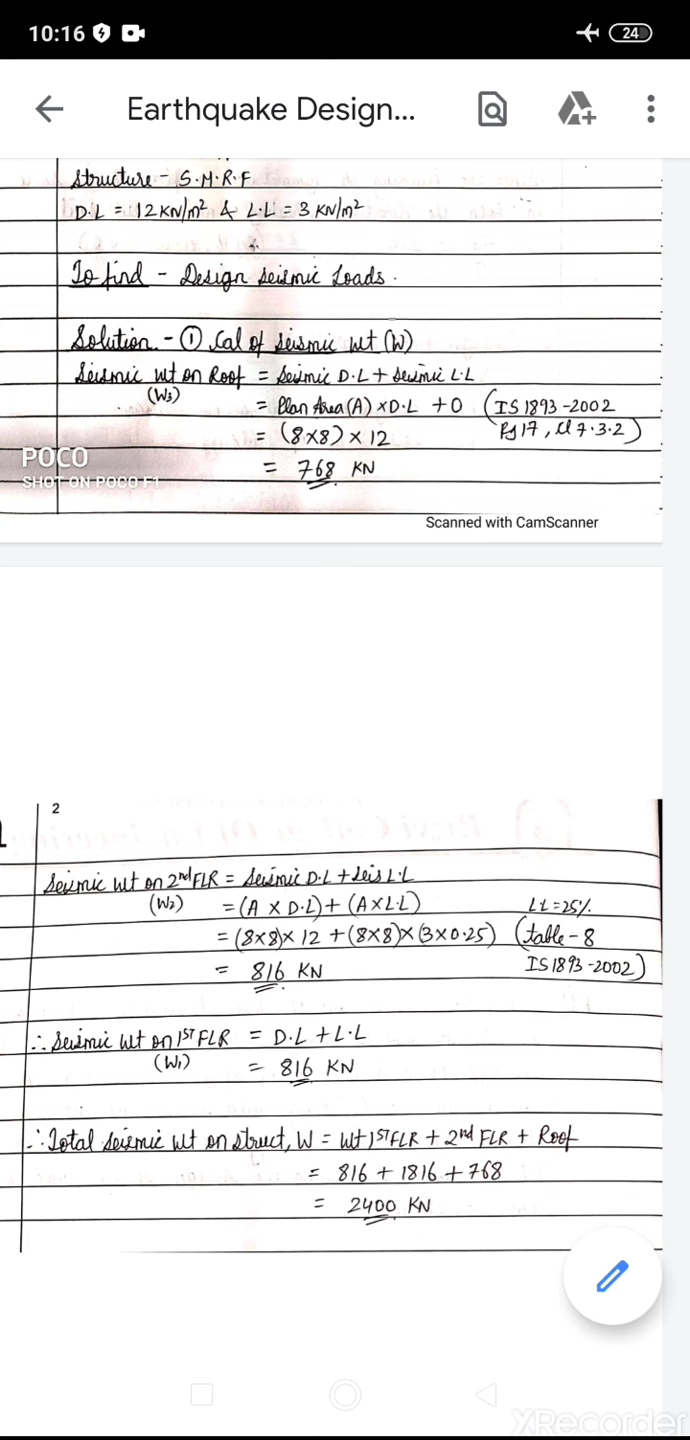 10:16
24
Earthquake Design...
Structure - S.M.R.F
D.L = 12 KN/m² & L.L = 3 KN/m²
To find - Design Seismic Loads.
Solution - ① Cal of seismic wt (W)
Seismic wt on Roof = Seismic D.L + Seismic L.L
(W₃) = Plan Area (A) × D.L + 0 (IS 1893-2002
= (8×8) × 12 Pg 17, Cl 7.3.2)
= 768 KN
POCO
SHOT ON POCO F1
Scanned with CamScanner
2
Seismic wt on 2nd FLR = Seismic D.L + Seis L.L
(W₂) = (A × D.L) + (A × L.L) LL = 25%
= (8×8) × 12 + (8×8) × (3×0.25) (table-8
= 816 KN IS 1893-2002)
∴ Seismic wt on 1ST FLR = D.L + L.L
(W₁) = 816 KN
∴ Total seismic wt on struct, W = wt 1ST FLR + 2nd FLR + Roof
= 816 + 1816 + 768
= 2400 KN
XRecorder